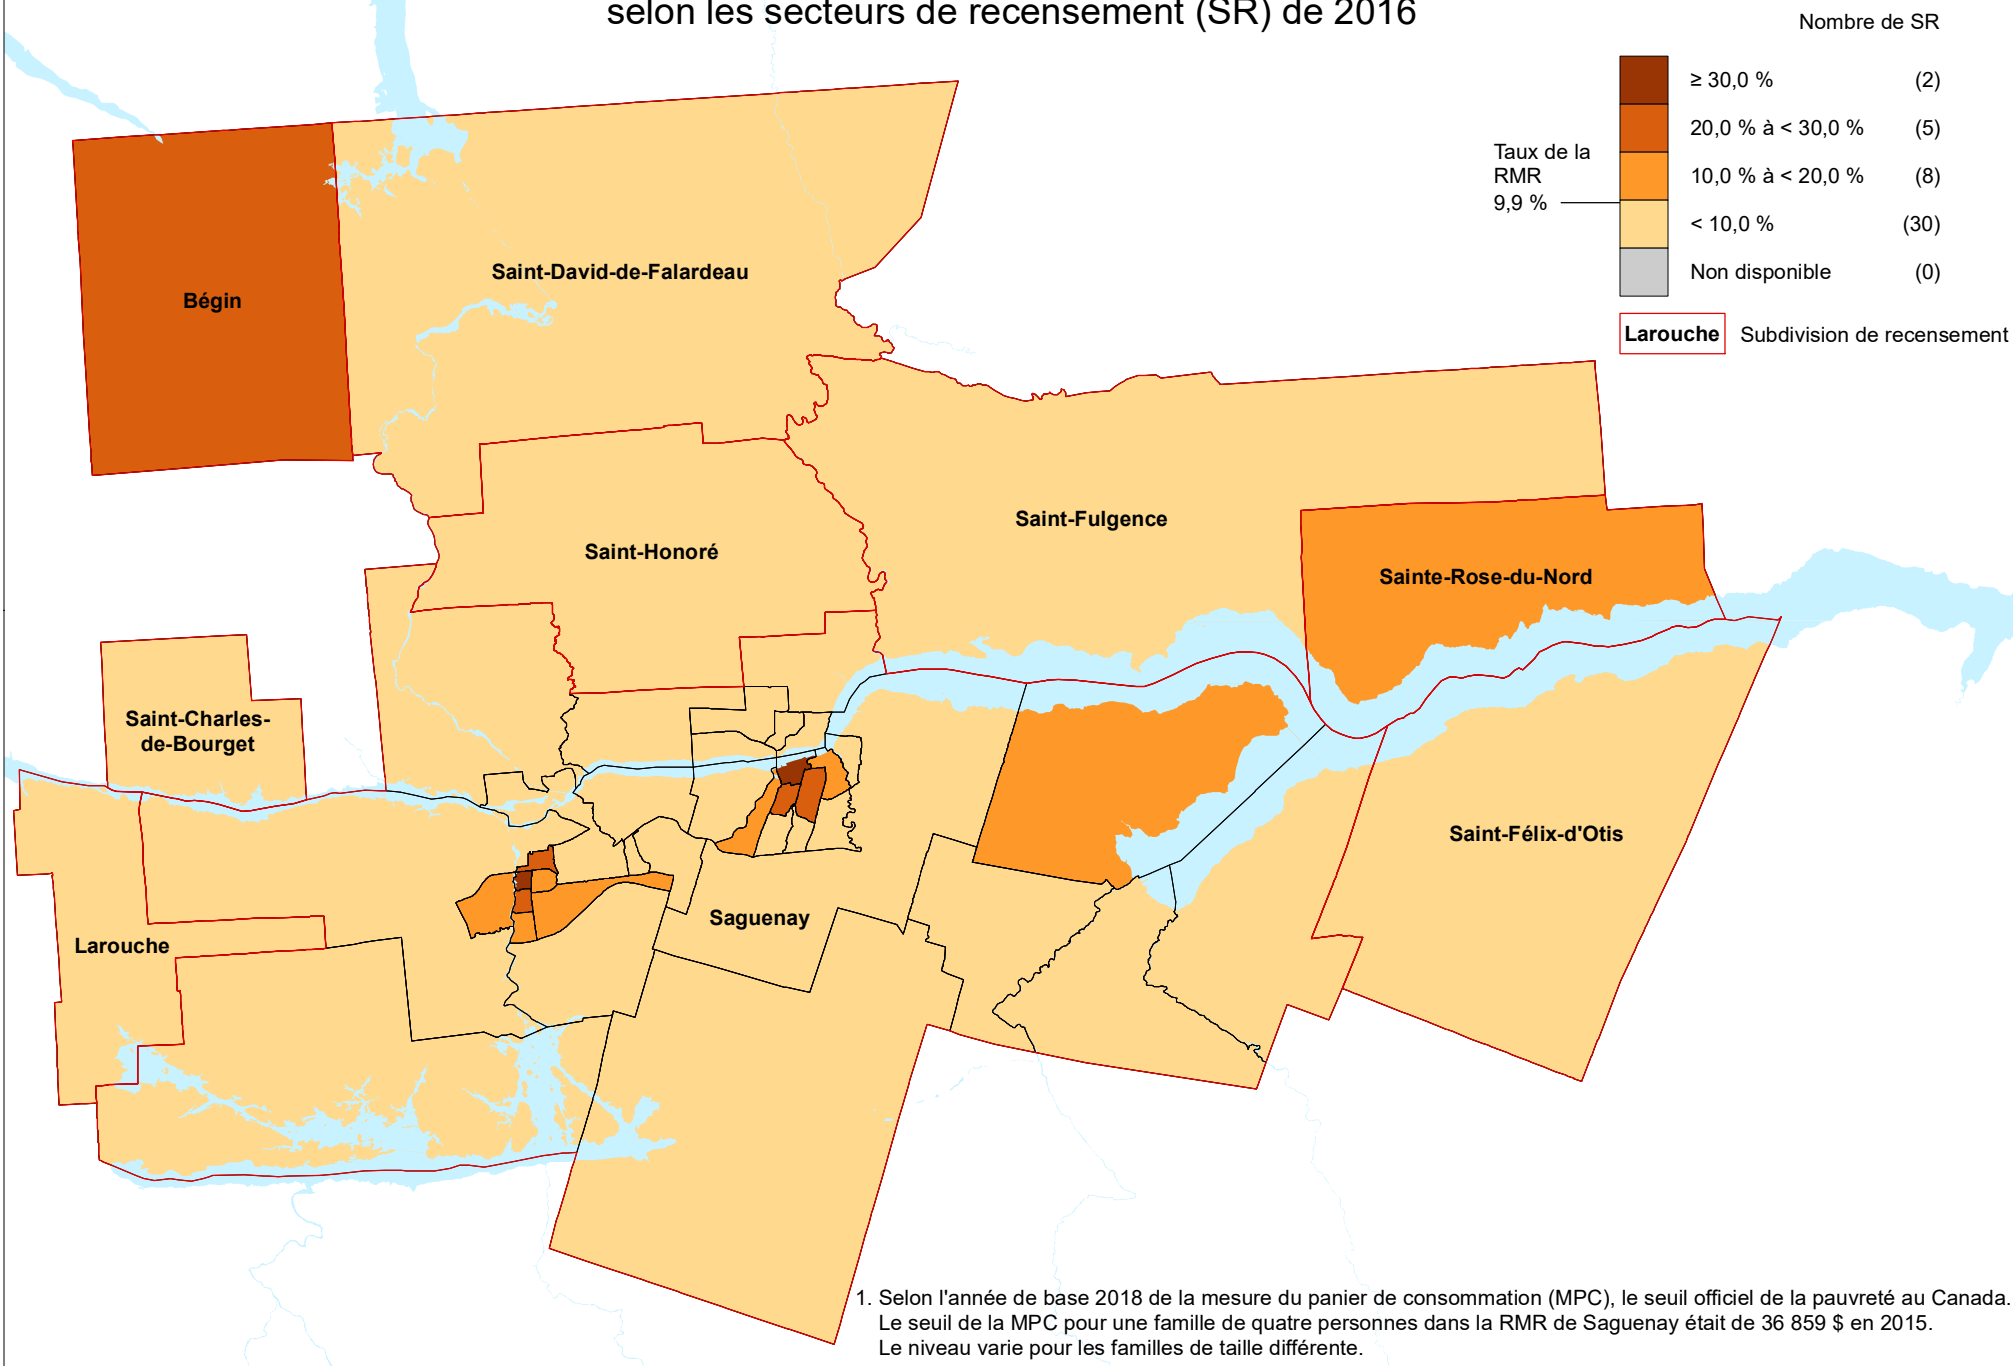 selon les secteurs de recensement (SR) de 2016
Nombre de SR
≥ 30,0 % (2)
20,0 % à < 30,0 % (5)
10,0 % à < 20,0 % (8)
< 10,0 % (30)
Non disponible (0)
Taux de la
RMR
9,9 %
Larouche Subdivision de recensement
Bégin
Saint-David-de-Falardeau
Saint-Honoré
Saint-Fulgence
Sainte-Rose-du-Nord
Saint-Charles-
de-Bourget
Saint-Félix-d'Otis
Saguenay
Larouche
1. Selon l'année de base 2018 de la mesure du panier de consommation (MPC), le seuil officiel de la pauvreté au Canada.
Le seuil de la MPC pour une famille de quatre personnes dans la RMR de Saguenay était de 36 859 $ en 2015.
Le niveau varie pour les familles de taille différente.